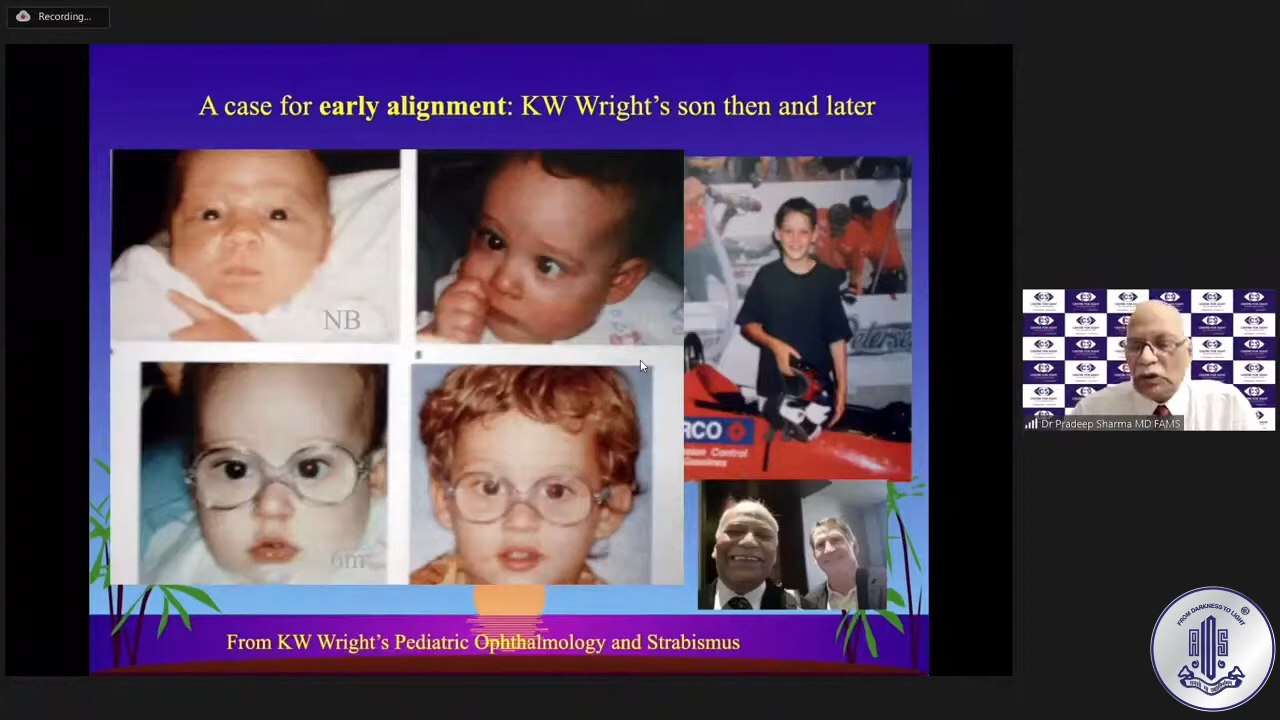 Recording...
A case for early alignment: KW Wright's son then and later
NB
6m
RCO
From KW Wright's Pediatric Ophthalmology and Strabismus
Dr Pradeep Sharma MD FAMS
FROM DARKNESS TO LIGHT